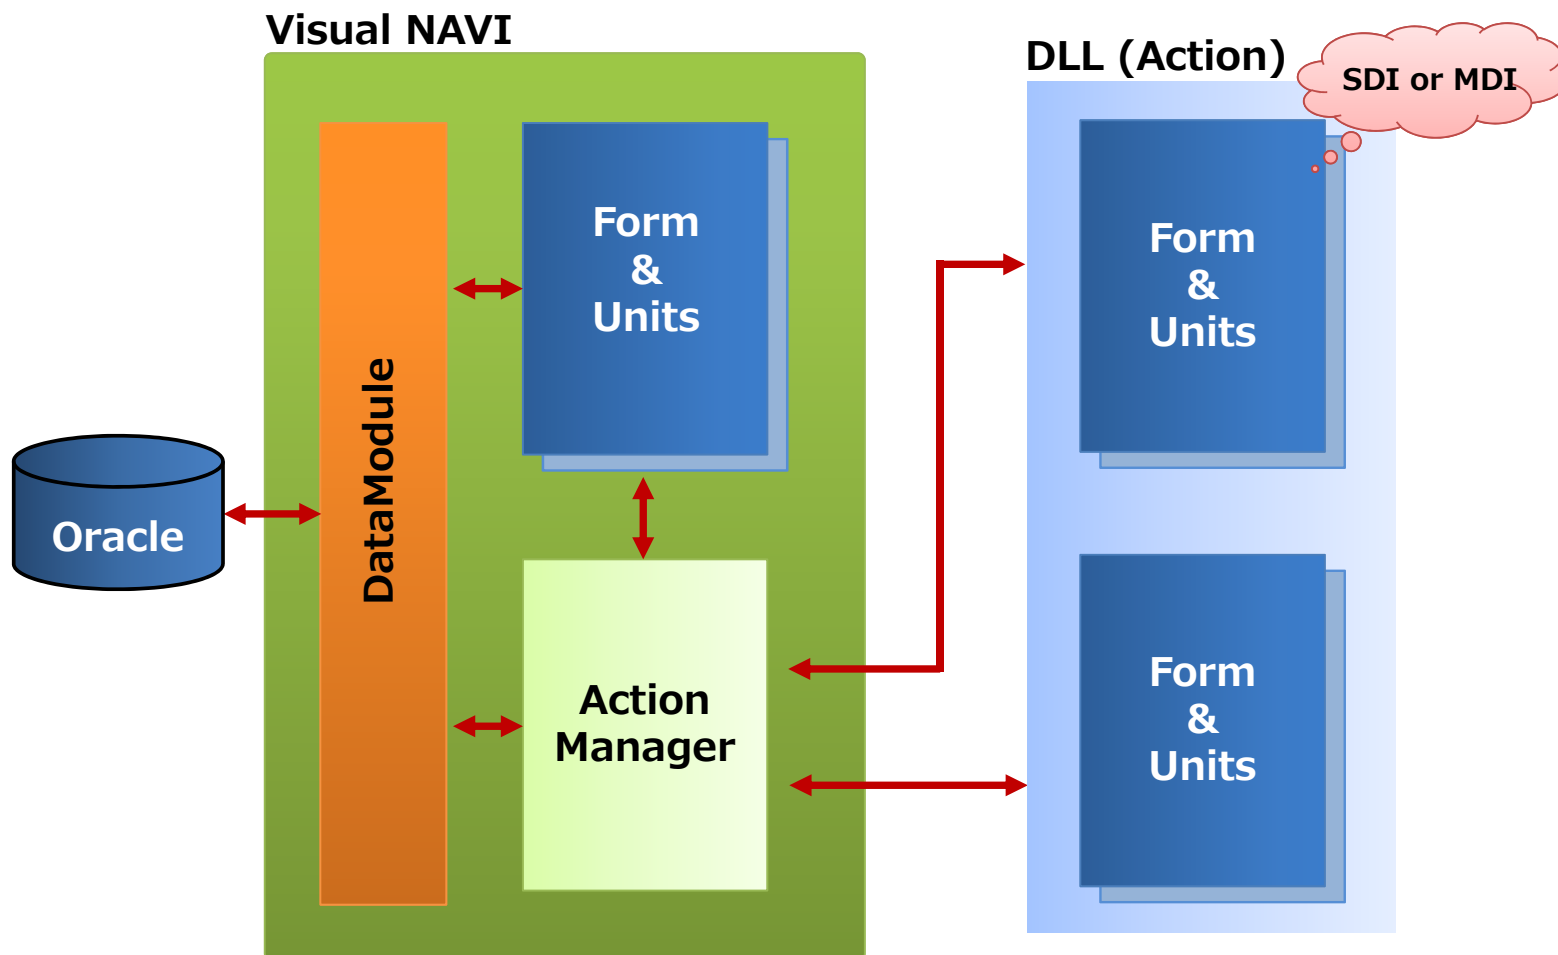 Visual NAVI
DLL (Action)
SDI or MDI
Form
&
Units
Form
&
Units
DataModule
Oracle
Action
Manager
Form
&
Units